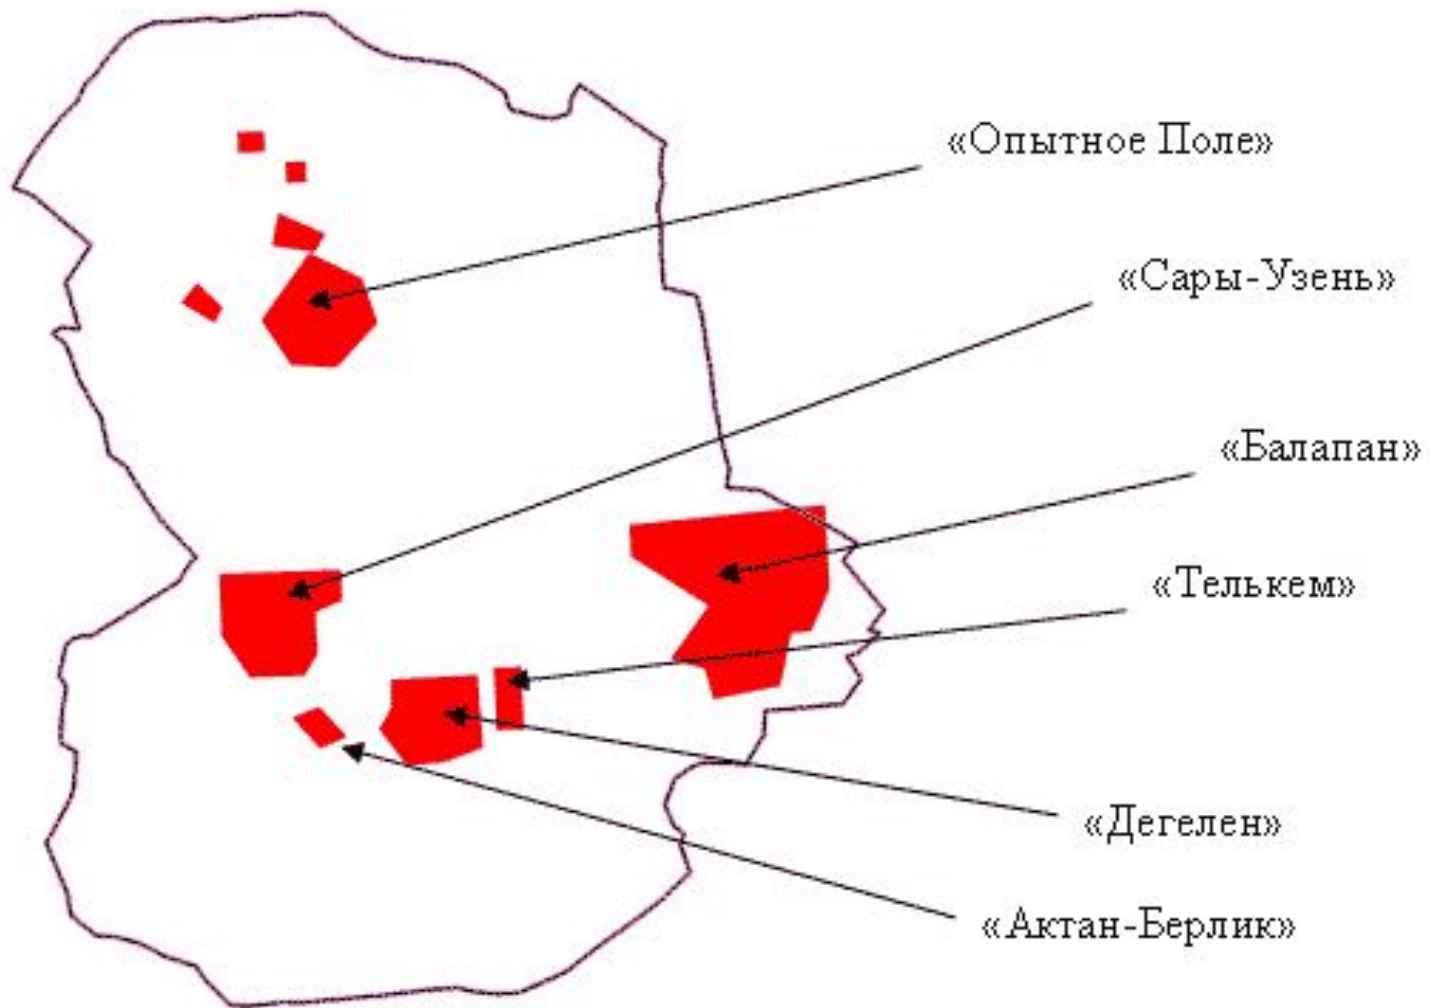 «Опытное Поле»
«Сары-Узень»
«Балапан»
«Телькем»
«Дегелен»
«Актан-Берлик»